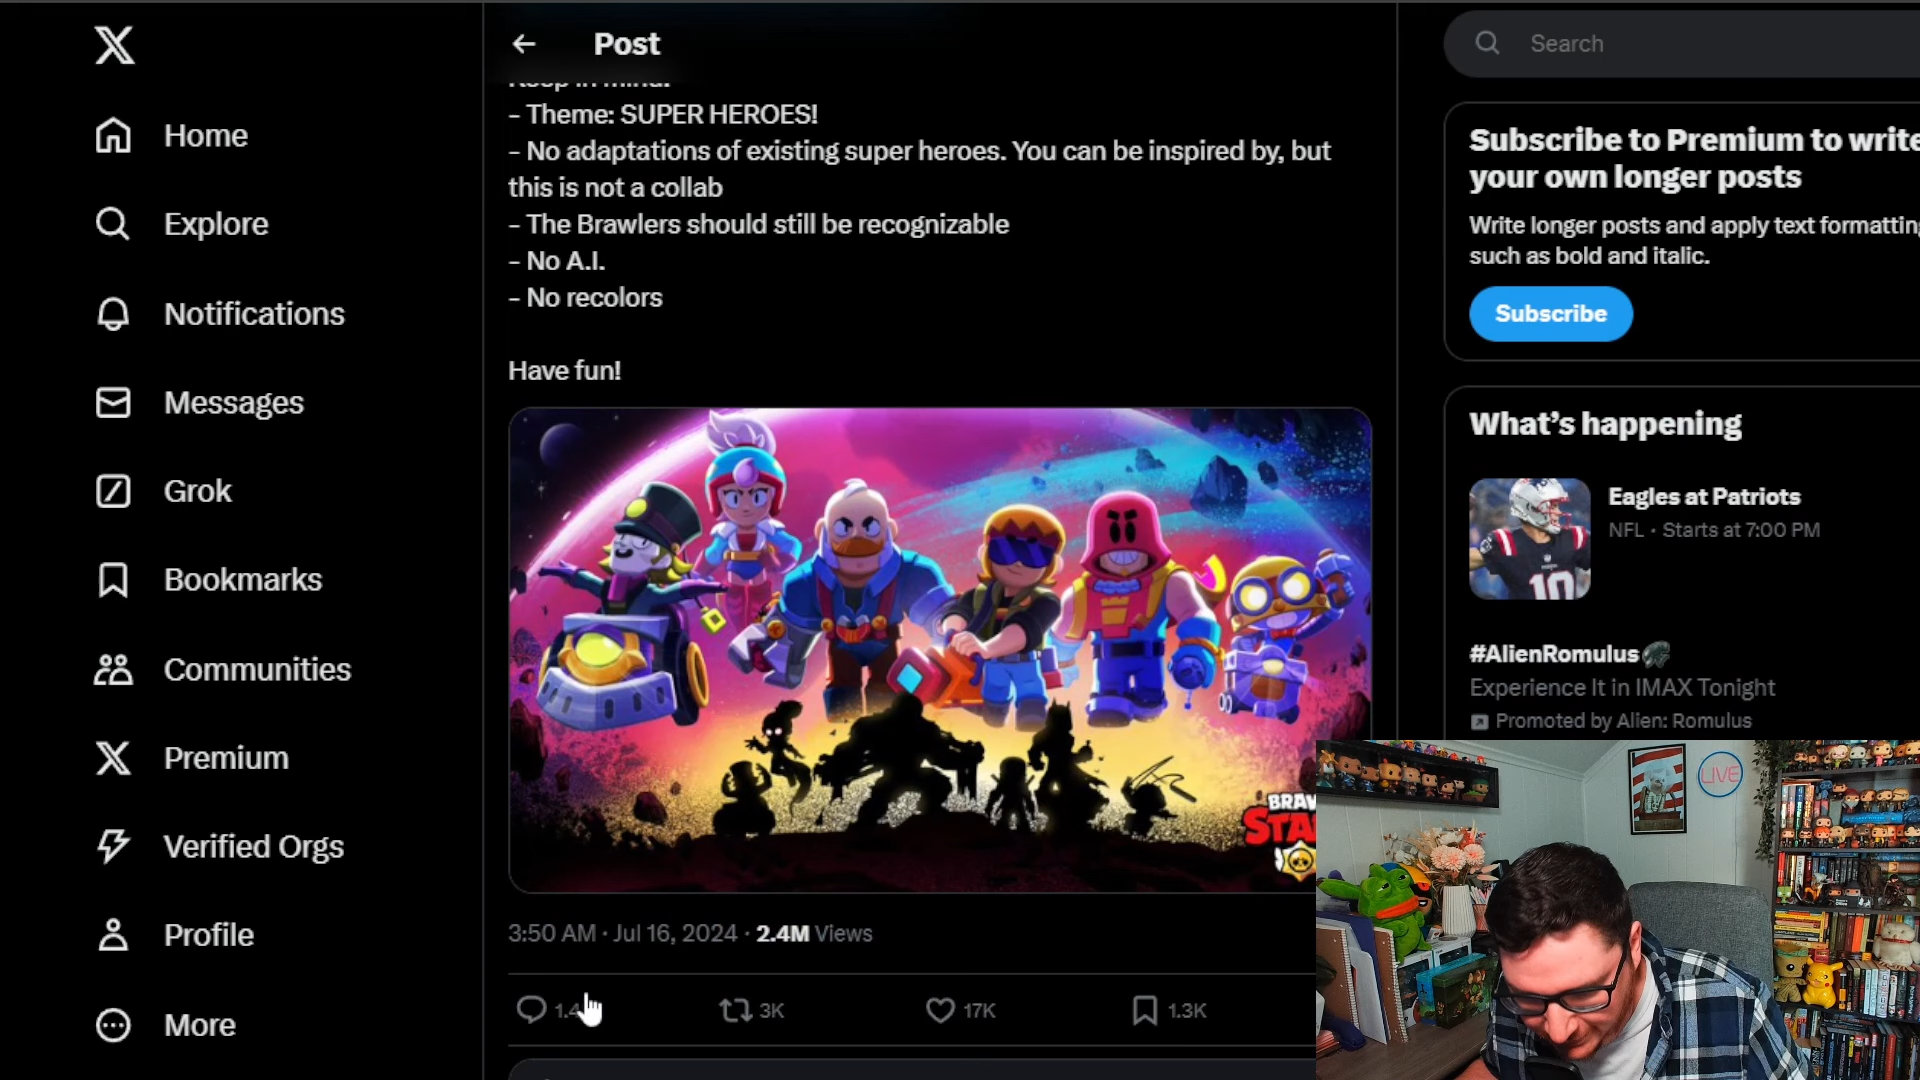 Post
Search
Keep in mind:
- Theme: SUPER HEROES!
- No adaptations of existing super heroes. You can be inspired by, but
this is not a collab
- The Brawlers should still be recognizable
- No A.I.
- No recolors
Have fun!
3:50 AM · Jul 16, 2024 · 2.4M Views
3K
17K
1.3K
Home
Explore
Notifications
Messages
Grok
Bookmarks
Communities
Premium
Verified Orgs
Profile
More
Subscribe to Premium to write
your own longer posts
Write longer posts and apply text formatting
such as bold and italic.
Subscribe
What's happening
Eagles at Patriots
NFL · Starts at 7:00 PM
#AlienRomulus
Experience It in IMAX Tonight
Promoted by Alien: Romulus
LIVE